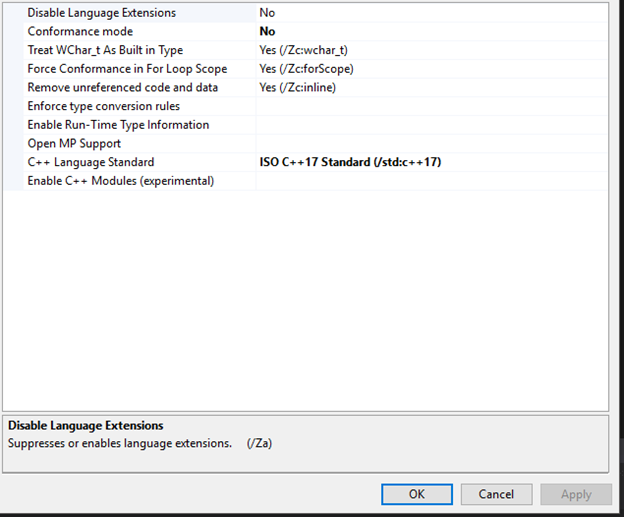 Disable Language Extensions No
Conformance mode No
Treat WChar_t As Built in Type Yes (/Zc:wchar_t)
Force Conformance in For Loop Scope Yes (/Zc:forScope)
Remove unreferenced code and data Yes (/Zc:inline)
Enforce type conversion rules
Enable Run-Time Type Information
Open MP Support
C++ Language Standard ISO C++17 Standard (/std:c++17)
Enable C++ Modules (experimental)
Disable Language Extensions
Suppresses or enables language extensions. (/Za)
OK Cancel Apply